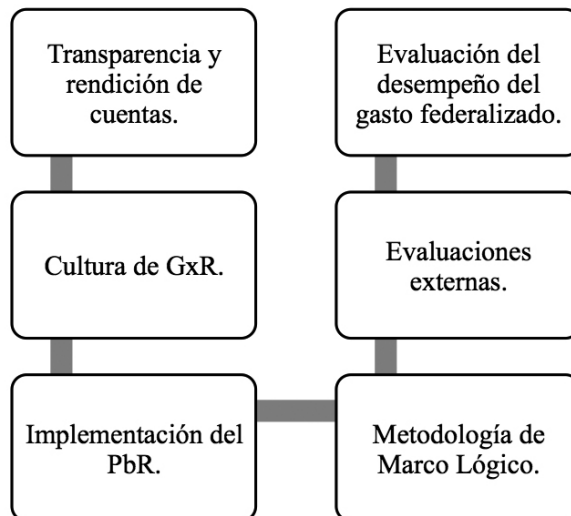 Transparencia y
rendición de
cuentas.
Cultura de GxR.
Implementación del
PbR.
Metodología de
Marco Lógico.
Evaluaciones
externas.
Evaluación del
desempeño del
gasto federalizado.